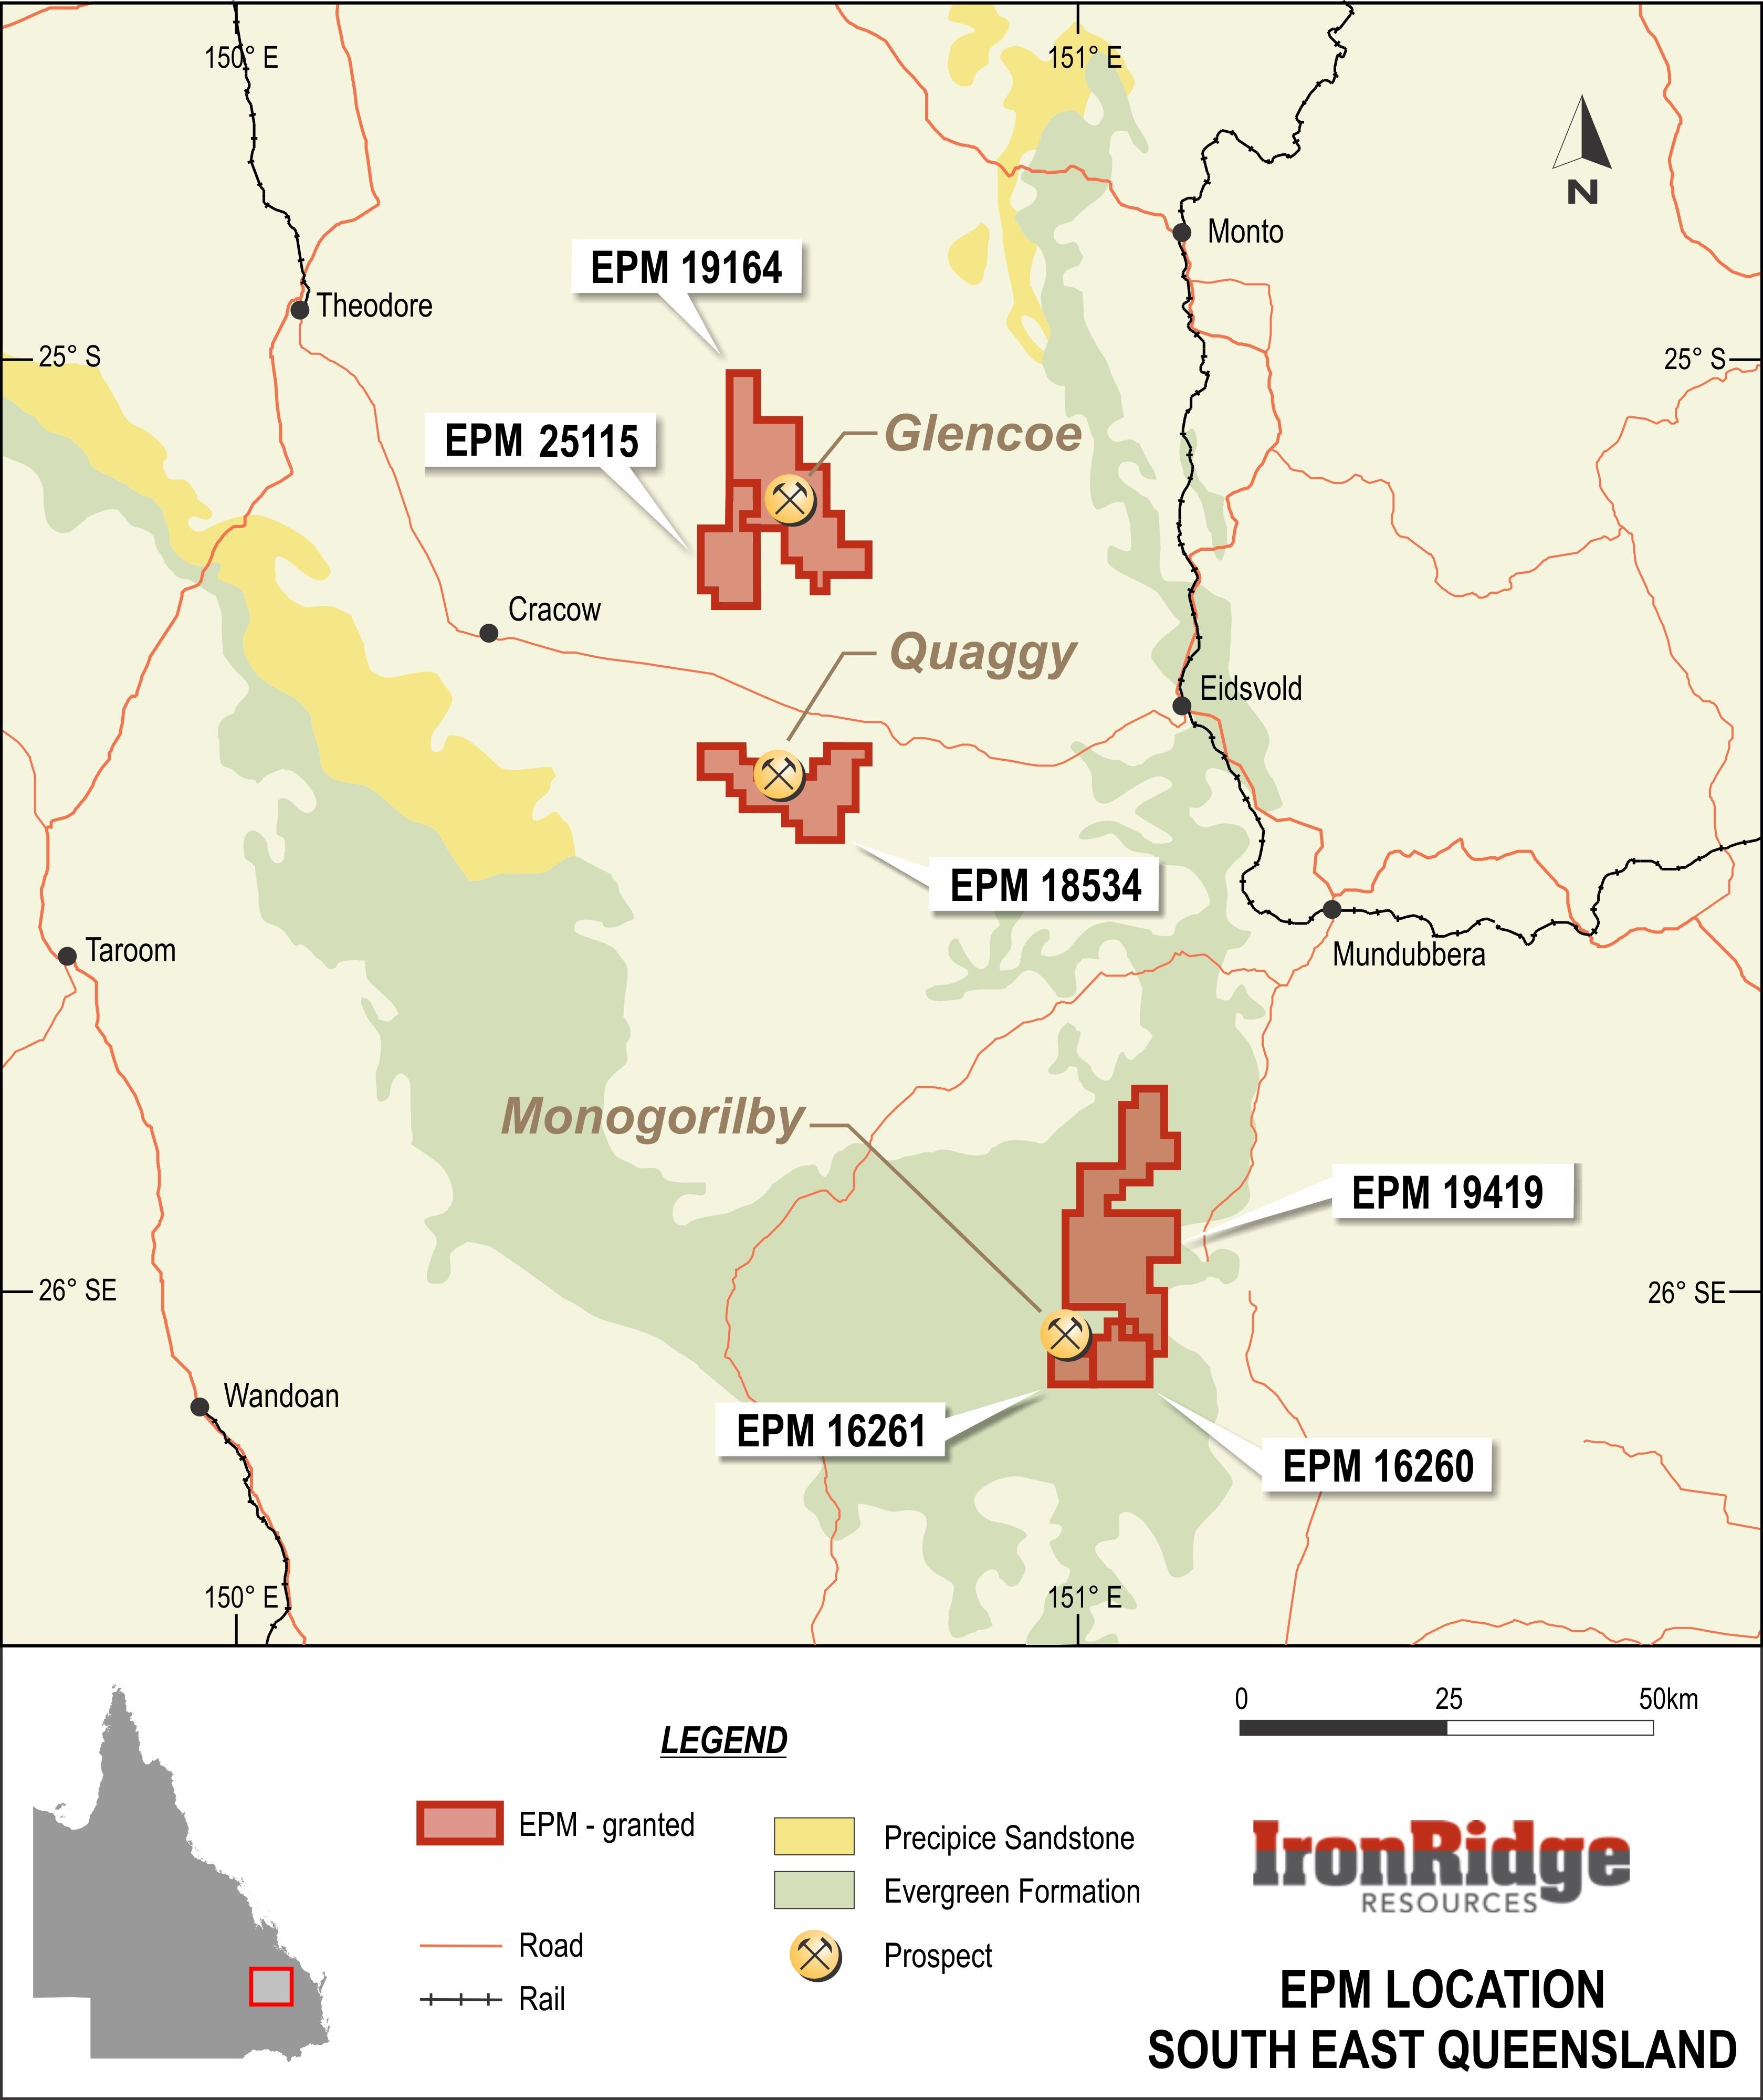 150° E
151° E
N
Monto
EPM 19164
Theodore
25° S
25° S
Glencoe
EPM 25115
Cracow
Quaggy
Eidsvold
EPM 18534
Taroom
Mundubbera
Monogorilby
EPM 19419
26° SE
26° SE
Wandoan
EPM 16261
EPM 16260
150° E
151° E
0 25 50km
LEGEND
EPM - granted
Road
Rail
Precipice Sandstone
Evergreen Formation
Prospect
IronRidge
RESOURCES
EPM LOCATION
SOUTH EAST QUEENSLAND